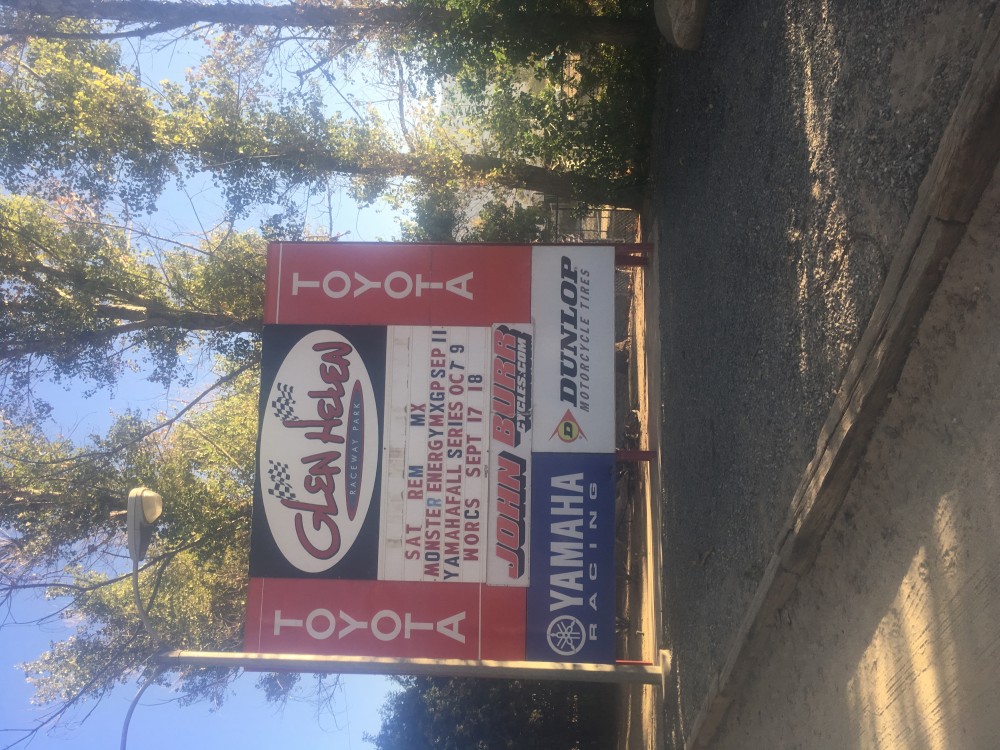 GLEN HELEN
RACEWAY PARK
TOYOTA
TOYOTA
SAT REM MX
MONSTER ENERGY MXGP SEP 11
YAMAHA FALL SERIES OCT 9
WORCS SEPT 17 18
JOHN BURR
CYCLES.COM
YAMAHA
RACING
D DUNLOP
MOTORCYCLE TIRES